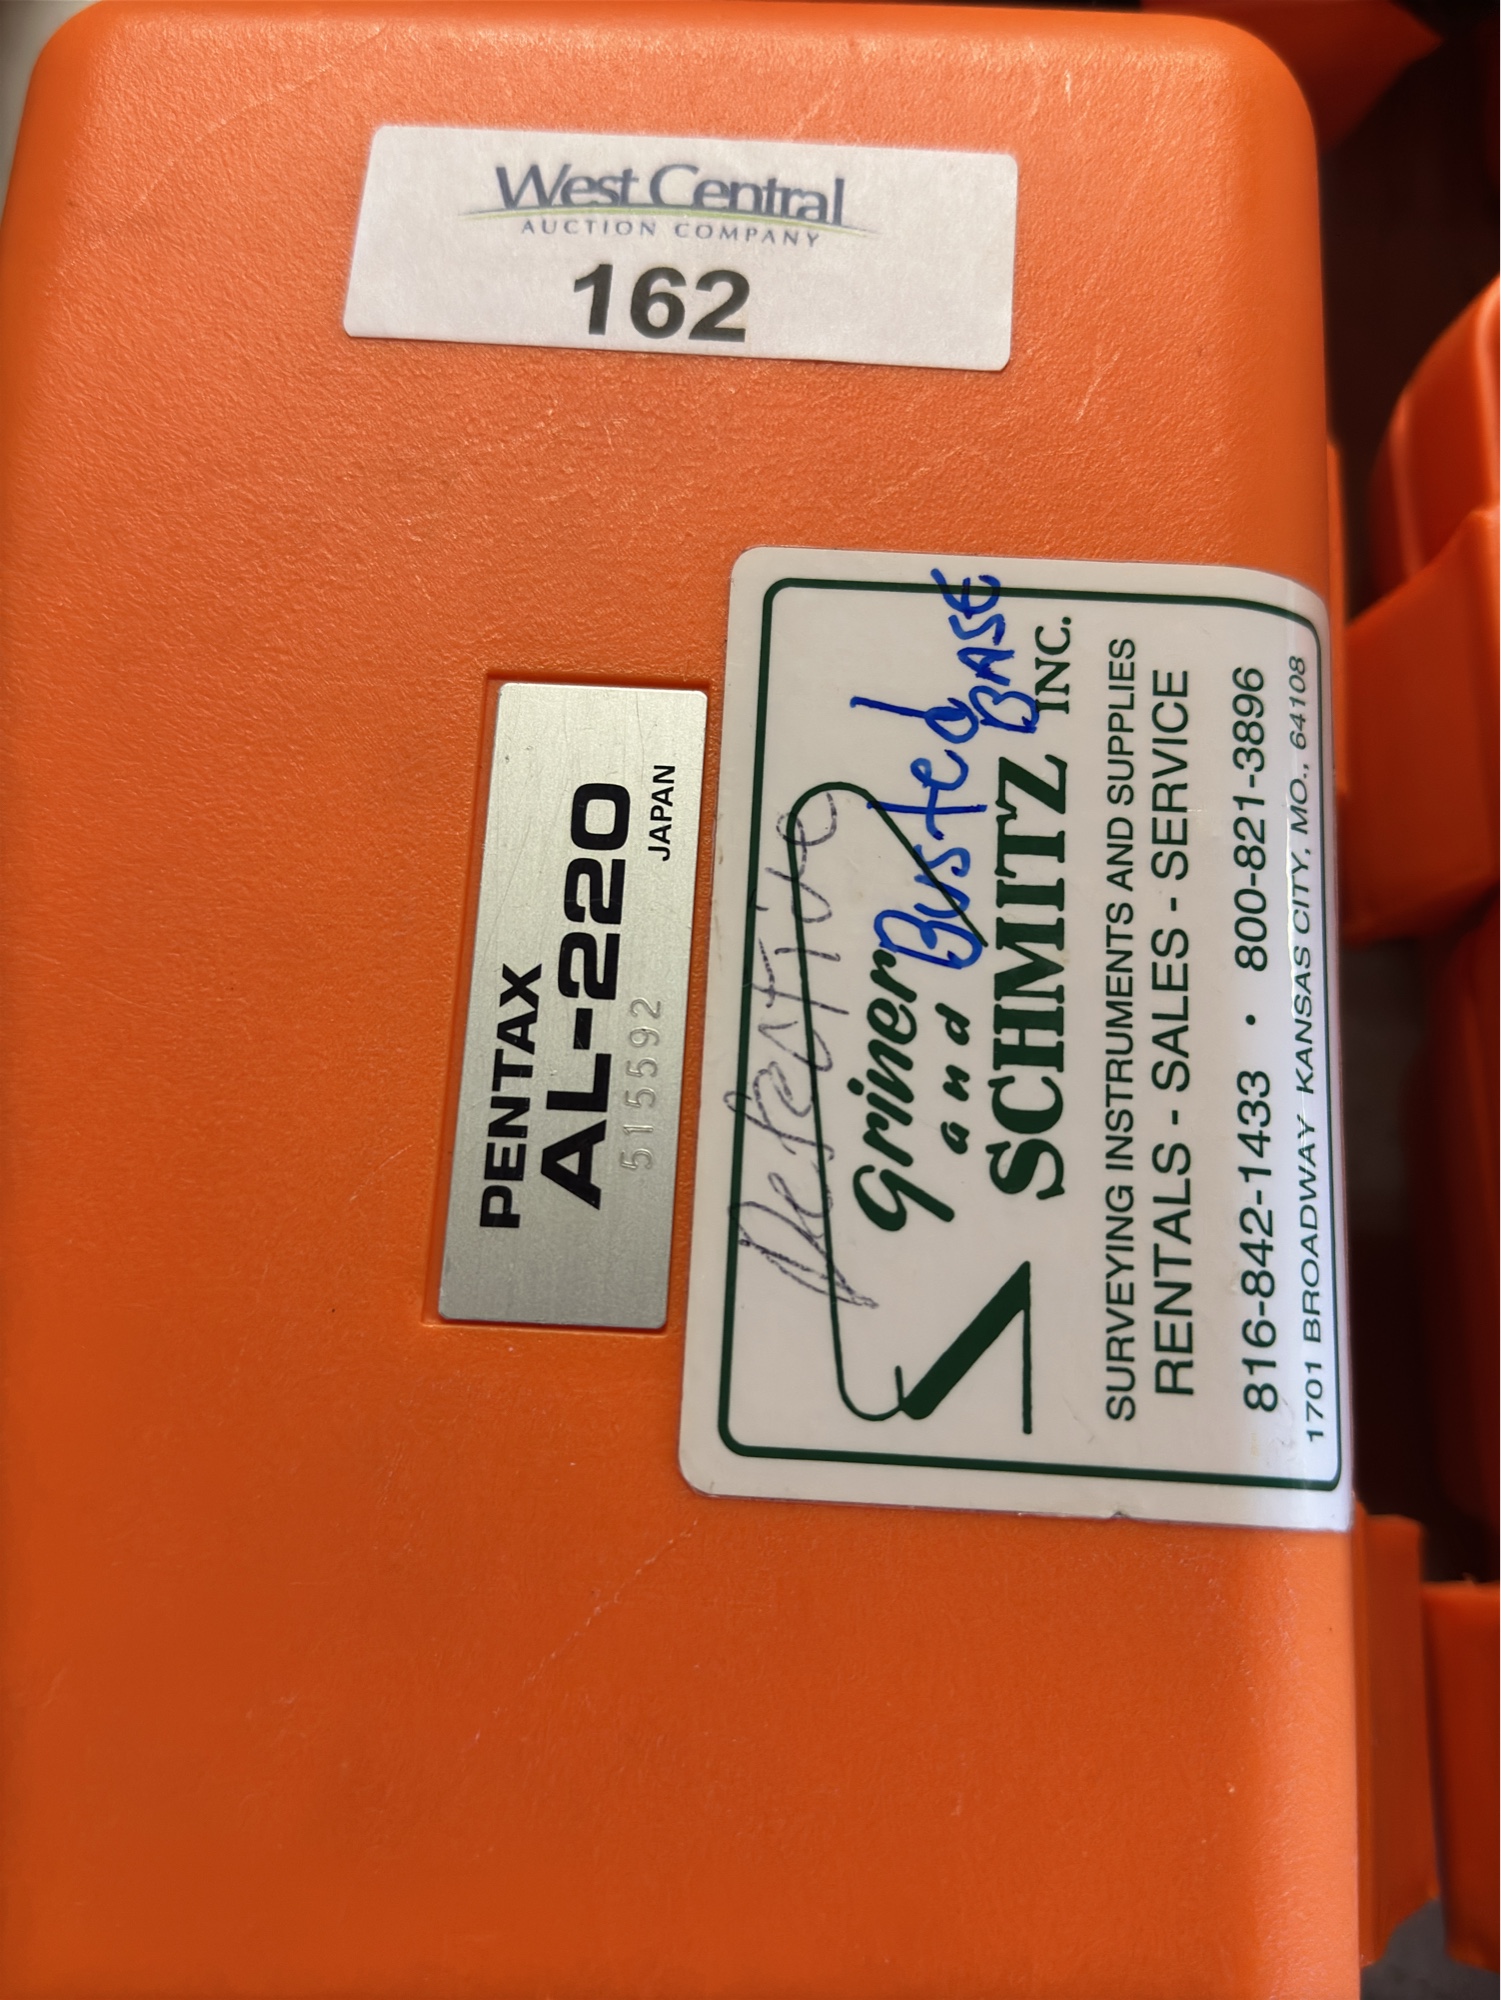 West Central
AUCTION COMPANY
162
PENTAX
AL-220
515592
JAPAN
Defective
Griner
and
Busted
BASE
SCHMITZ INC.
SURVEYING INSTRUMENTS AND SUPPLIES
RENTALS - SALES - SERVICE
816-842-1433 • 800-821-3896
1701 BROADWAY KANSAS CITY, MO., 64108